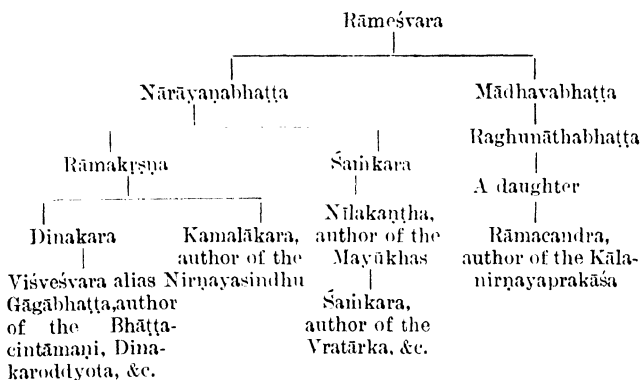 Rāmeśvara
Nārāyaṇabhaṭṭa
Mādhavabhaṭṭa
Rāmakṛṣṇa
Śaṁkara
Raghunāthabhaṭṭa
A daughter
Dinakara
Kamalākara,
author of the
Nirṇayasindhu
Nīlakaṇṭha,
author of the
Mayūkhas
Rāmacandra,
author of the Kāla-
nirṇayaprakāśa
Viśveśvara alias
Gāgābhaṭṭa,author
of the Bhāṭṭa-
cintāmaṇi, Dina-
karoddyota, &c.
Śaṁkara,
author of the
Vratārka, &c.